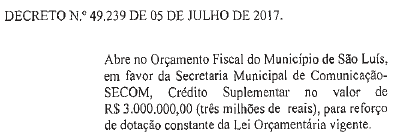 DECRETO N.º 49.239 DE 05 DE JULHO DE 2017.
Abre no Orçamento Fiscal do Município de São Luís,
em favor da Secretaria Municipal de Comunicação-
SECOM, Crédito Suplementar no valor de
R$ 3.000.000,00 (três milhões de reais), para reforço
de dotação constante da Lei Orçamentária vigente.